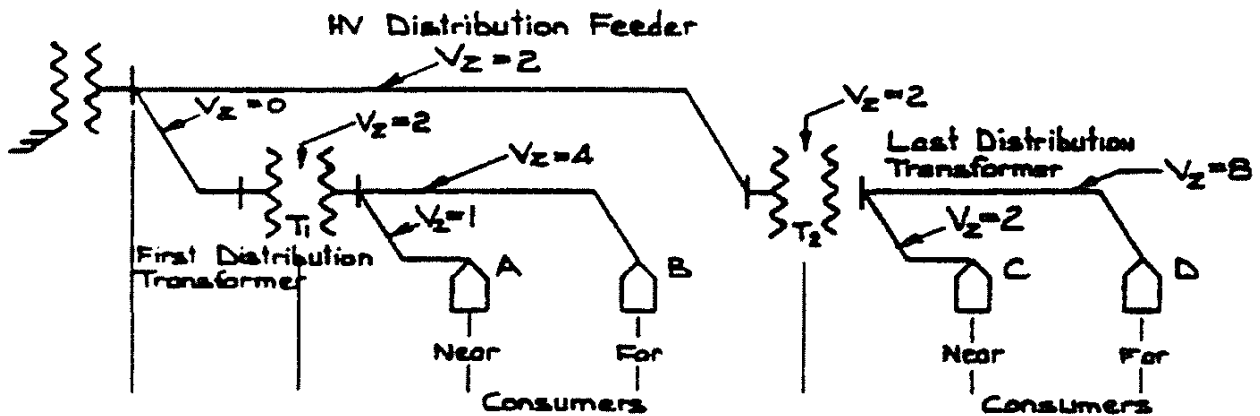 HV Distribution Feeder
Vz=2
Vz=0
Vz=2
Vz=2
Vz=4
Last Distribution
Transformer
Vz=8
T1
Vz=1
T2
Vz=2
First Distribution
Transformer
A
B
C
D
Near
Far
Near
Far
Consumers
Consumers